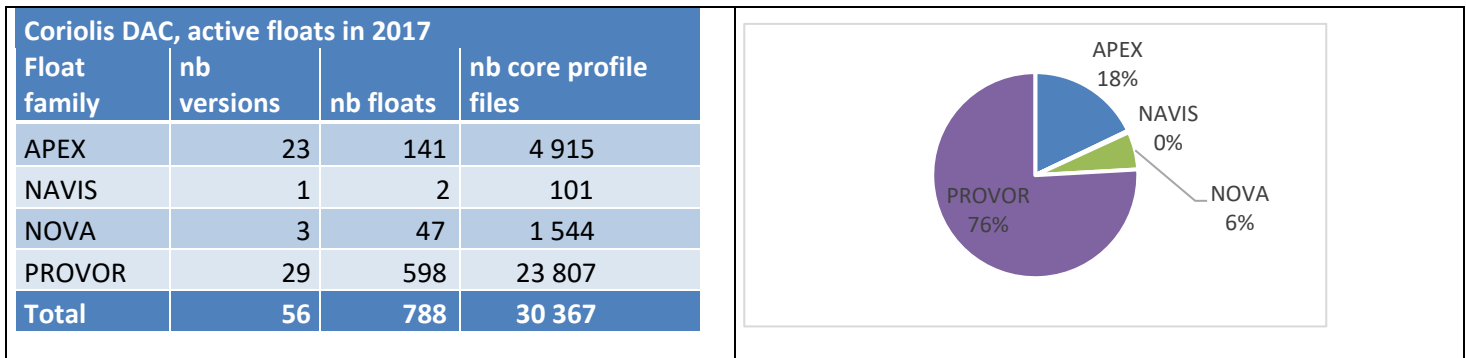 Coriolis DAC, active floats in 2017
Float family nb versions nb floats nb core profile files
APEX 23 141 4 915
NAVIS 1 2 101
NOVA 3 47 1 544
PROVOR 29 598 23 807
Total 56 788 30 367
APEX
18%
NAVIS
0%
NOVA
6%
PROVOR
76%